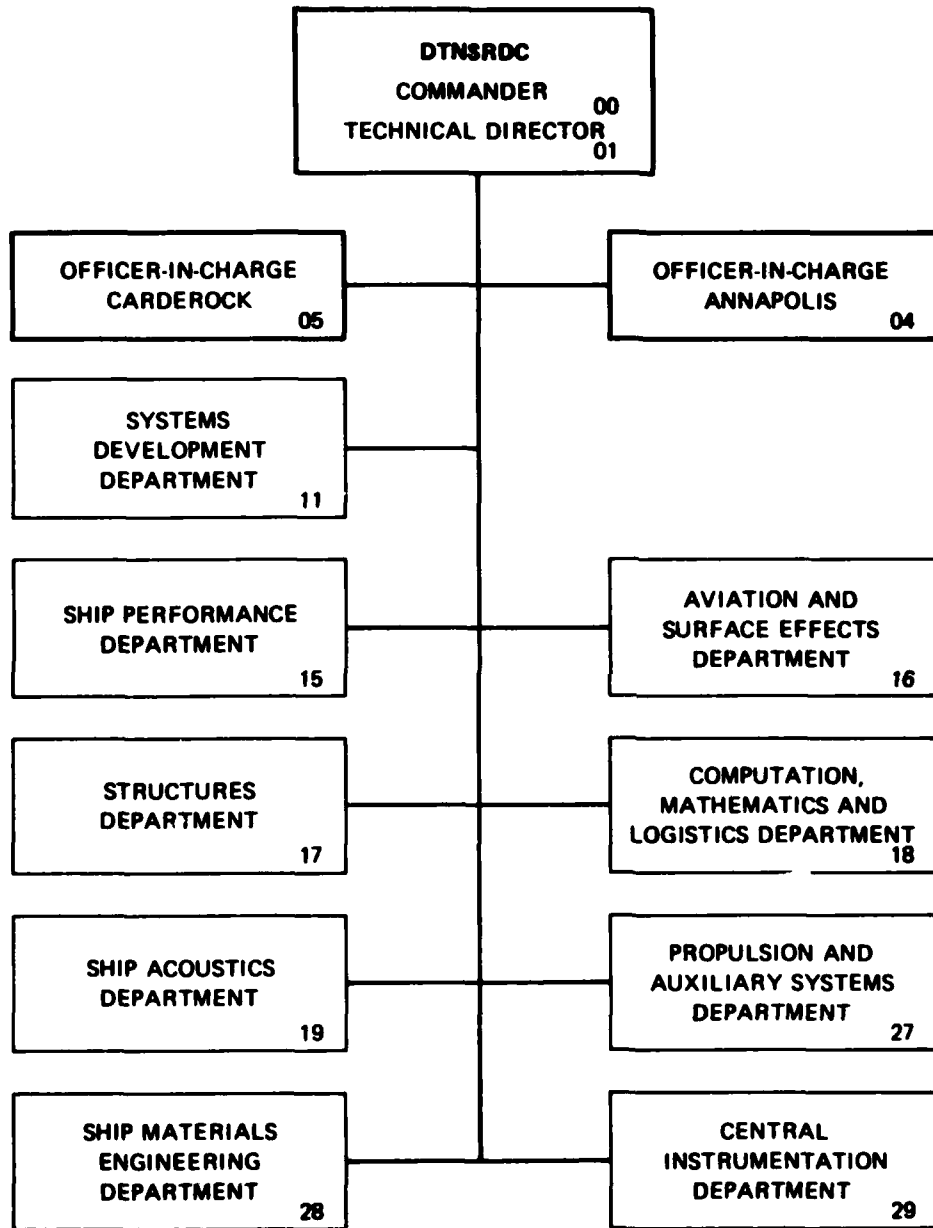 DTNSRDC
COMMANDER
00
TECHNICAL DIRECTOR
01
OFFICER-IN-CHARGE
CARDEROCK
05
OFFICER-IN-CHARGE
ANNAPOLIS
04
SYSTEMS
DEVELOPMENT
DEPARTMENT
11
SHIP PERFORMANCE
DEPARTMENT
15
AVIATION AND
SURFACE EFFECTS
DEPARTMENT
16
STRUCTURES
DEPARTMENT
17
COMPUTATION,
MATHEMATICS AND
LOGISTICS DEPARTMENT
18
SHIP ACOUSTICS
DEPARTMENT
19
PROPULSION AND
AUXILIARY SYSTEMS
DEPARTMENT
27
SHIP MATERIALS
ENGINEERING
DEPARTMENT
28
CENTRAL
INSTRUMENTATION
DEPARTMENT
29